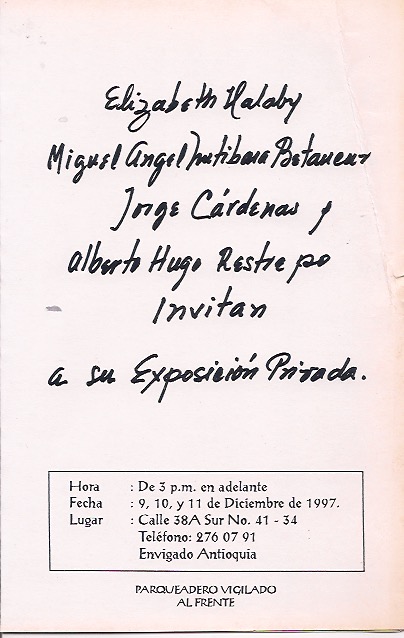 Elizabeth Halaby
Miguel Angel Mutibara Betancur
Jorge Cárdenas y
Alberto Hugo Restrepo
Invitan
a su Exposición Privada.
Hora : De 3 p.m. en adelante
Fecha : 9, 10, y 11 de Diciembre de 1997.
Lugar : Calle 38A Sur No. 41 - 34
Teléfono: 276 07 91
Envigado Antioquia
PARQUEADERO VIGILADO
AL FRENTE